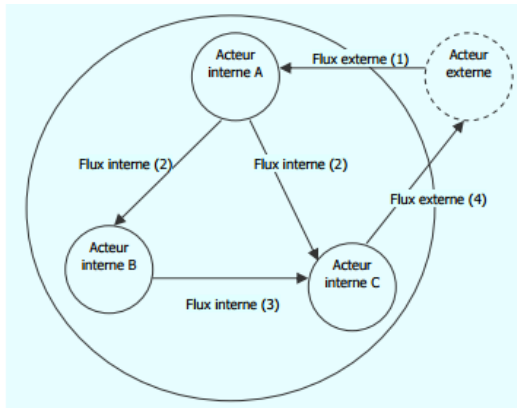 Acteur
interne A
Flux externe (1)
Acteur
externe
Flux interne (2)
Flux interne (2)
Flux externe (4)
Acteur
interne B
Acteur
interne C
Flux interne (3)